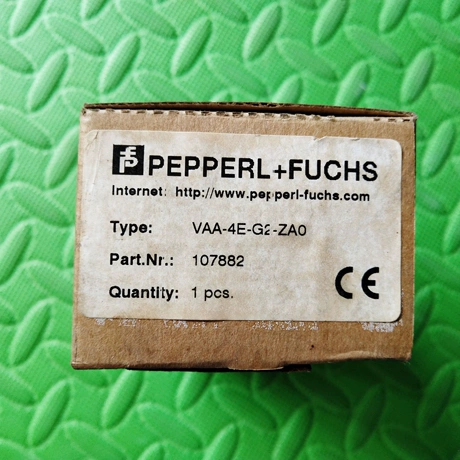 PEPPERL+FUCHS
Internet: http://www.pepperl-fuchs.com
Type: VAA-4E-G2-ZA0
Part.Nr.: 107882
Quantity: 1 pcs.
CE